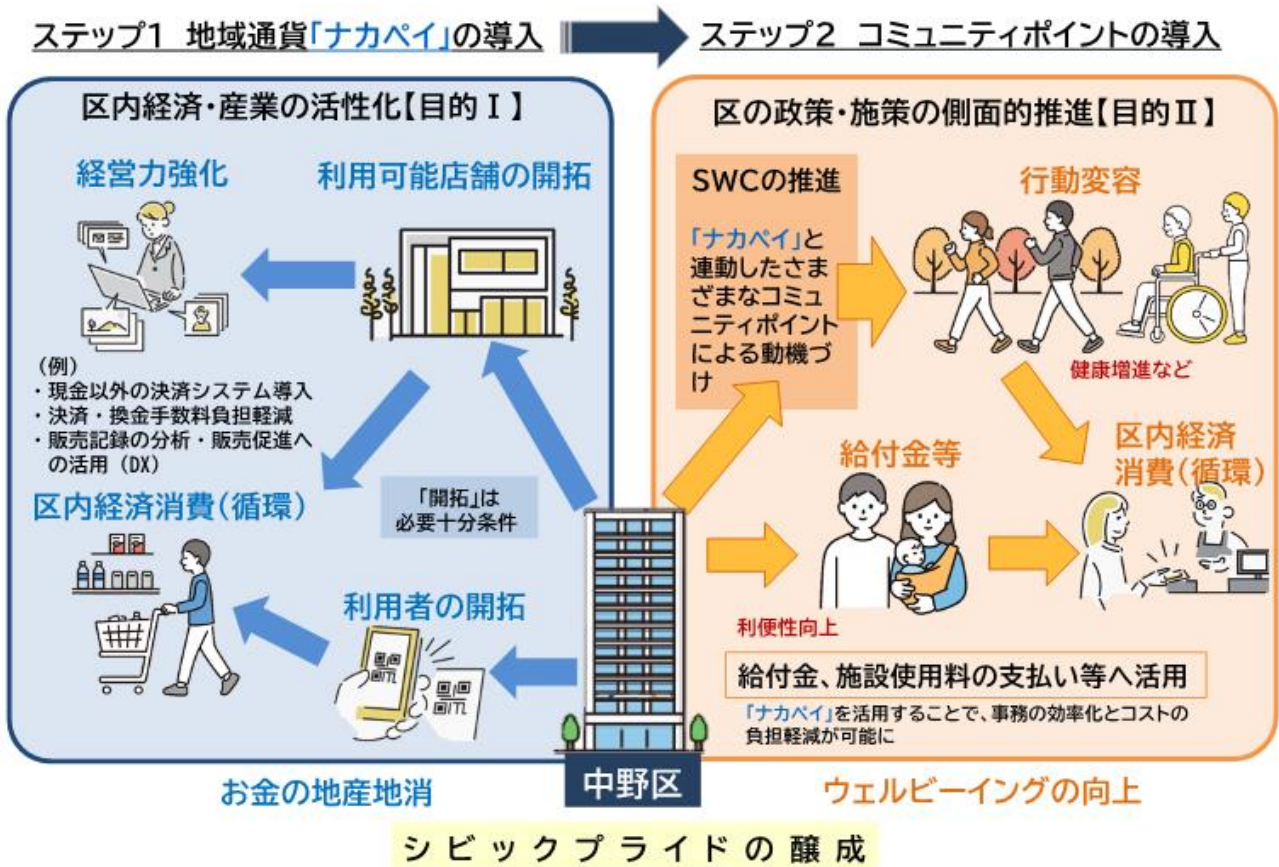 ステップ1 地域通貨「ナカペイ」の導入
ステップ2 コミュニティポイントの導入
区内経済・産業の活性化【目的Ⅰ】
経営力強化
利用可能店舗の開拓
(例)
・現金以外の決済システム導入
・決済・換金手数料負担軽減
・販売記録の分析・販売促進へ
の活用(DX)
区内経済消費(循環)
「開拓」は
必要十分条件
利用者の開拓
お金の地産地消
区の政策・施策の側面的推進【目的Ⅱ】
SWCの推進
「ナカペイ」と
連動したさま
ざまなコミュ
ニティポイント
による動機づ
け
行動変容
健康増進など
給付金等
区内経済
消費(循環)
利便性向上
給付金、施設使用料の支払い等へ活用
「ナカペイ」を活用することで、事務の効率化とコストの
負担軽減が可能に
中野区
ウェルビーイングの向上
シビックプライドの醸成